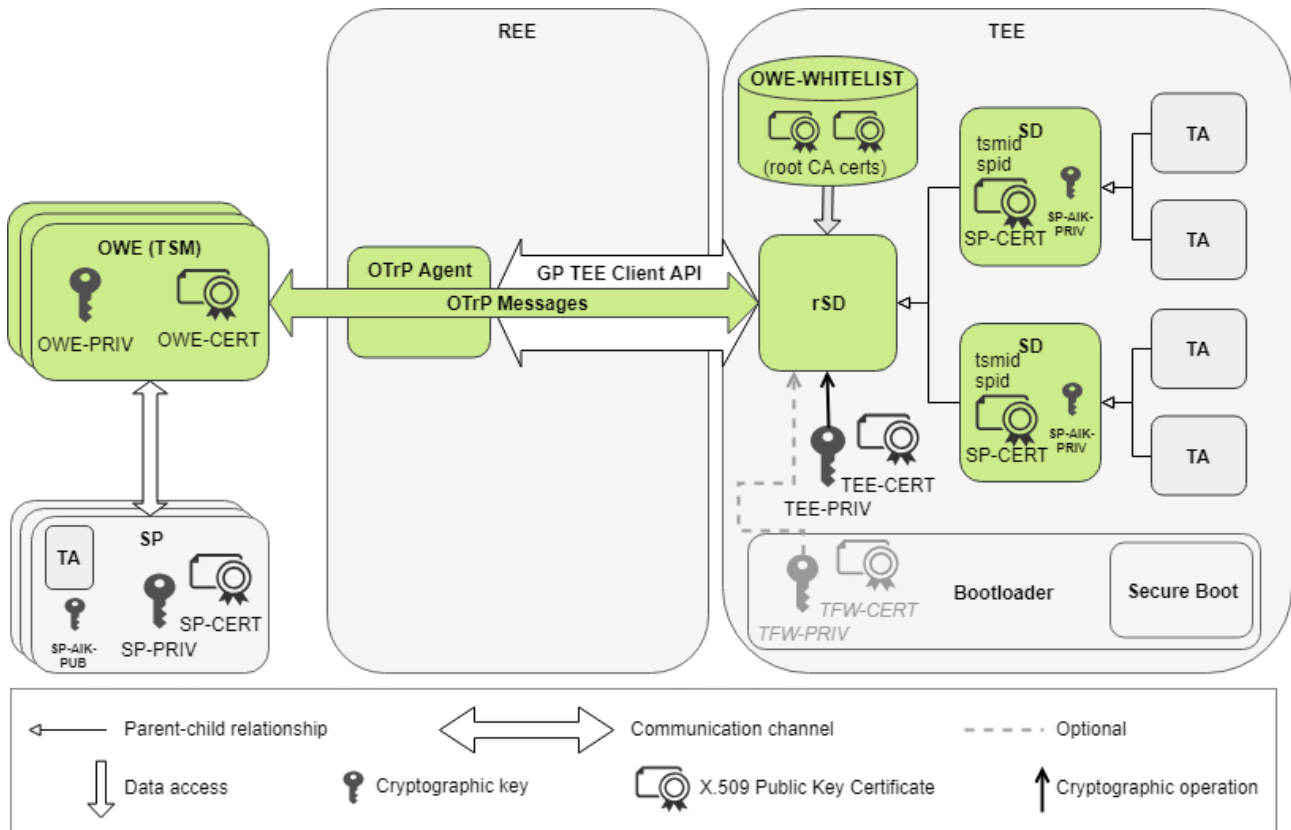 REE
TEE
OWE-WHITELIST
(root CA certs)
SD
tsmid
spid
SP-CERT
SP-AIK-
PRIV
TA
TA
OWE (TSM)
OWE-PRIV
OWE-CERT
OTrP Agent
GP TEE Client API
OTrP Messages
rSD
SD
tsmid
spid
SP-CERT
SP-AIK-
PRIV
TA
TA
TEE-CERT
TEE-PRIV
SP
TA
SP-AIK-
PUB
SP-PRIV
SP-CERT
TFW-CERT
TFW-PRIV
Bootloader
Secure Boot
Parent-child relationship
Communication channel
Optional
Data access
Cryptographic key
X.509 Public Key Certificate
Cryptographic operation